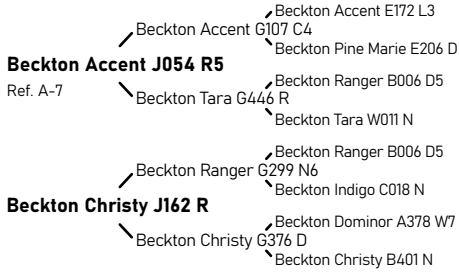 Beckton Accent E172 L3
Beckton Accent G107 C4
Beckton Pine Marie E206 D
Beckton Accent J054 R5
Ref. A-7
Beckton Ranger B006 D5
Beckton Tara G446 R
Beckton Tara W011 N
Beckton Ranger B006 D5
Beckton Ranger G299 N6
Beckton Indigo C018 N
Beckton Christy J162 R
Beckton Dominor A378 W7
Beckton Christy G376 D
Beckton Christy B401 N